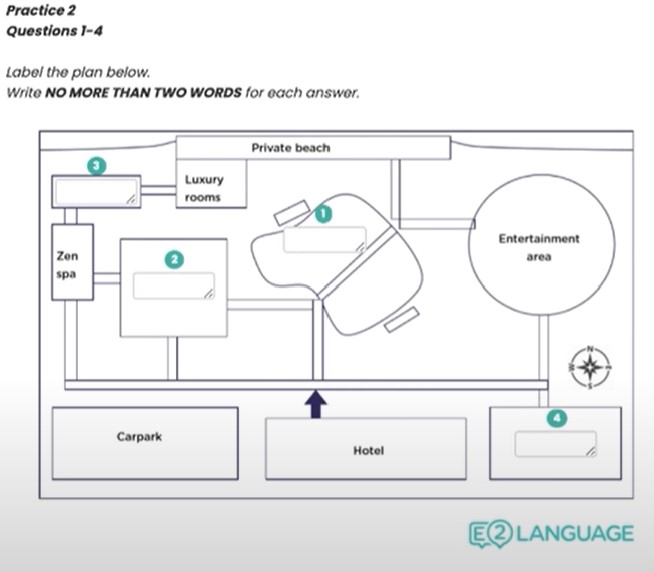 Practice 2
Questions 1-4
Label the plan below.
Write NO MORE THAN TWO WORDS for each answer.
Private beach
3
Luxury
rooms
1
Entertainment
area
Zen
spa
2
N
W
E
S
4
Carpark
Hotel
E2 LANGUAGE